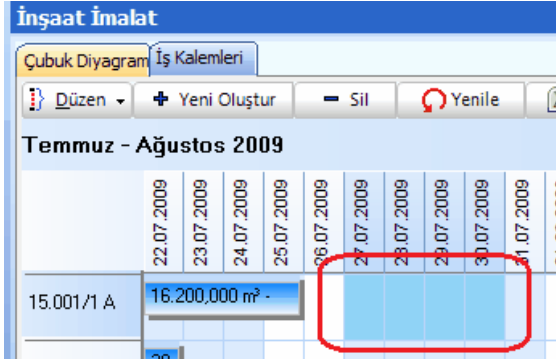 İnşaat İmalat
Çubuk Diyagram İş Kalemleri
Düzen Yeni Oluştur Sil Yenile
Temmuz - Ağustos 2009
22.07.2009 23.07.2009 24.07.2009 25.07.2009 26.07.2009 27.07.2009 28.07.2009 29.07.2009 30.07.2009 31.07.2009
15.001/1 A 16.200,000 m³ -